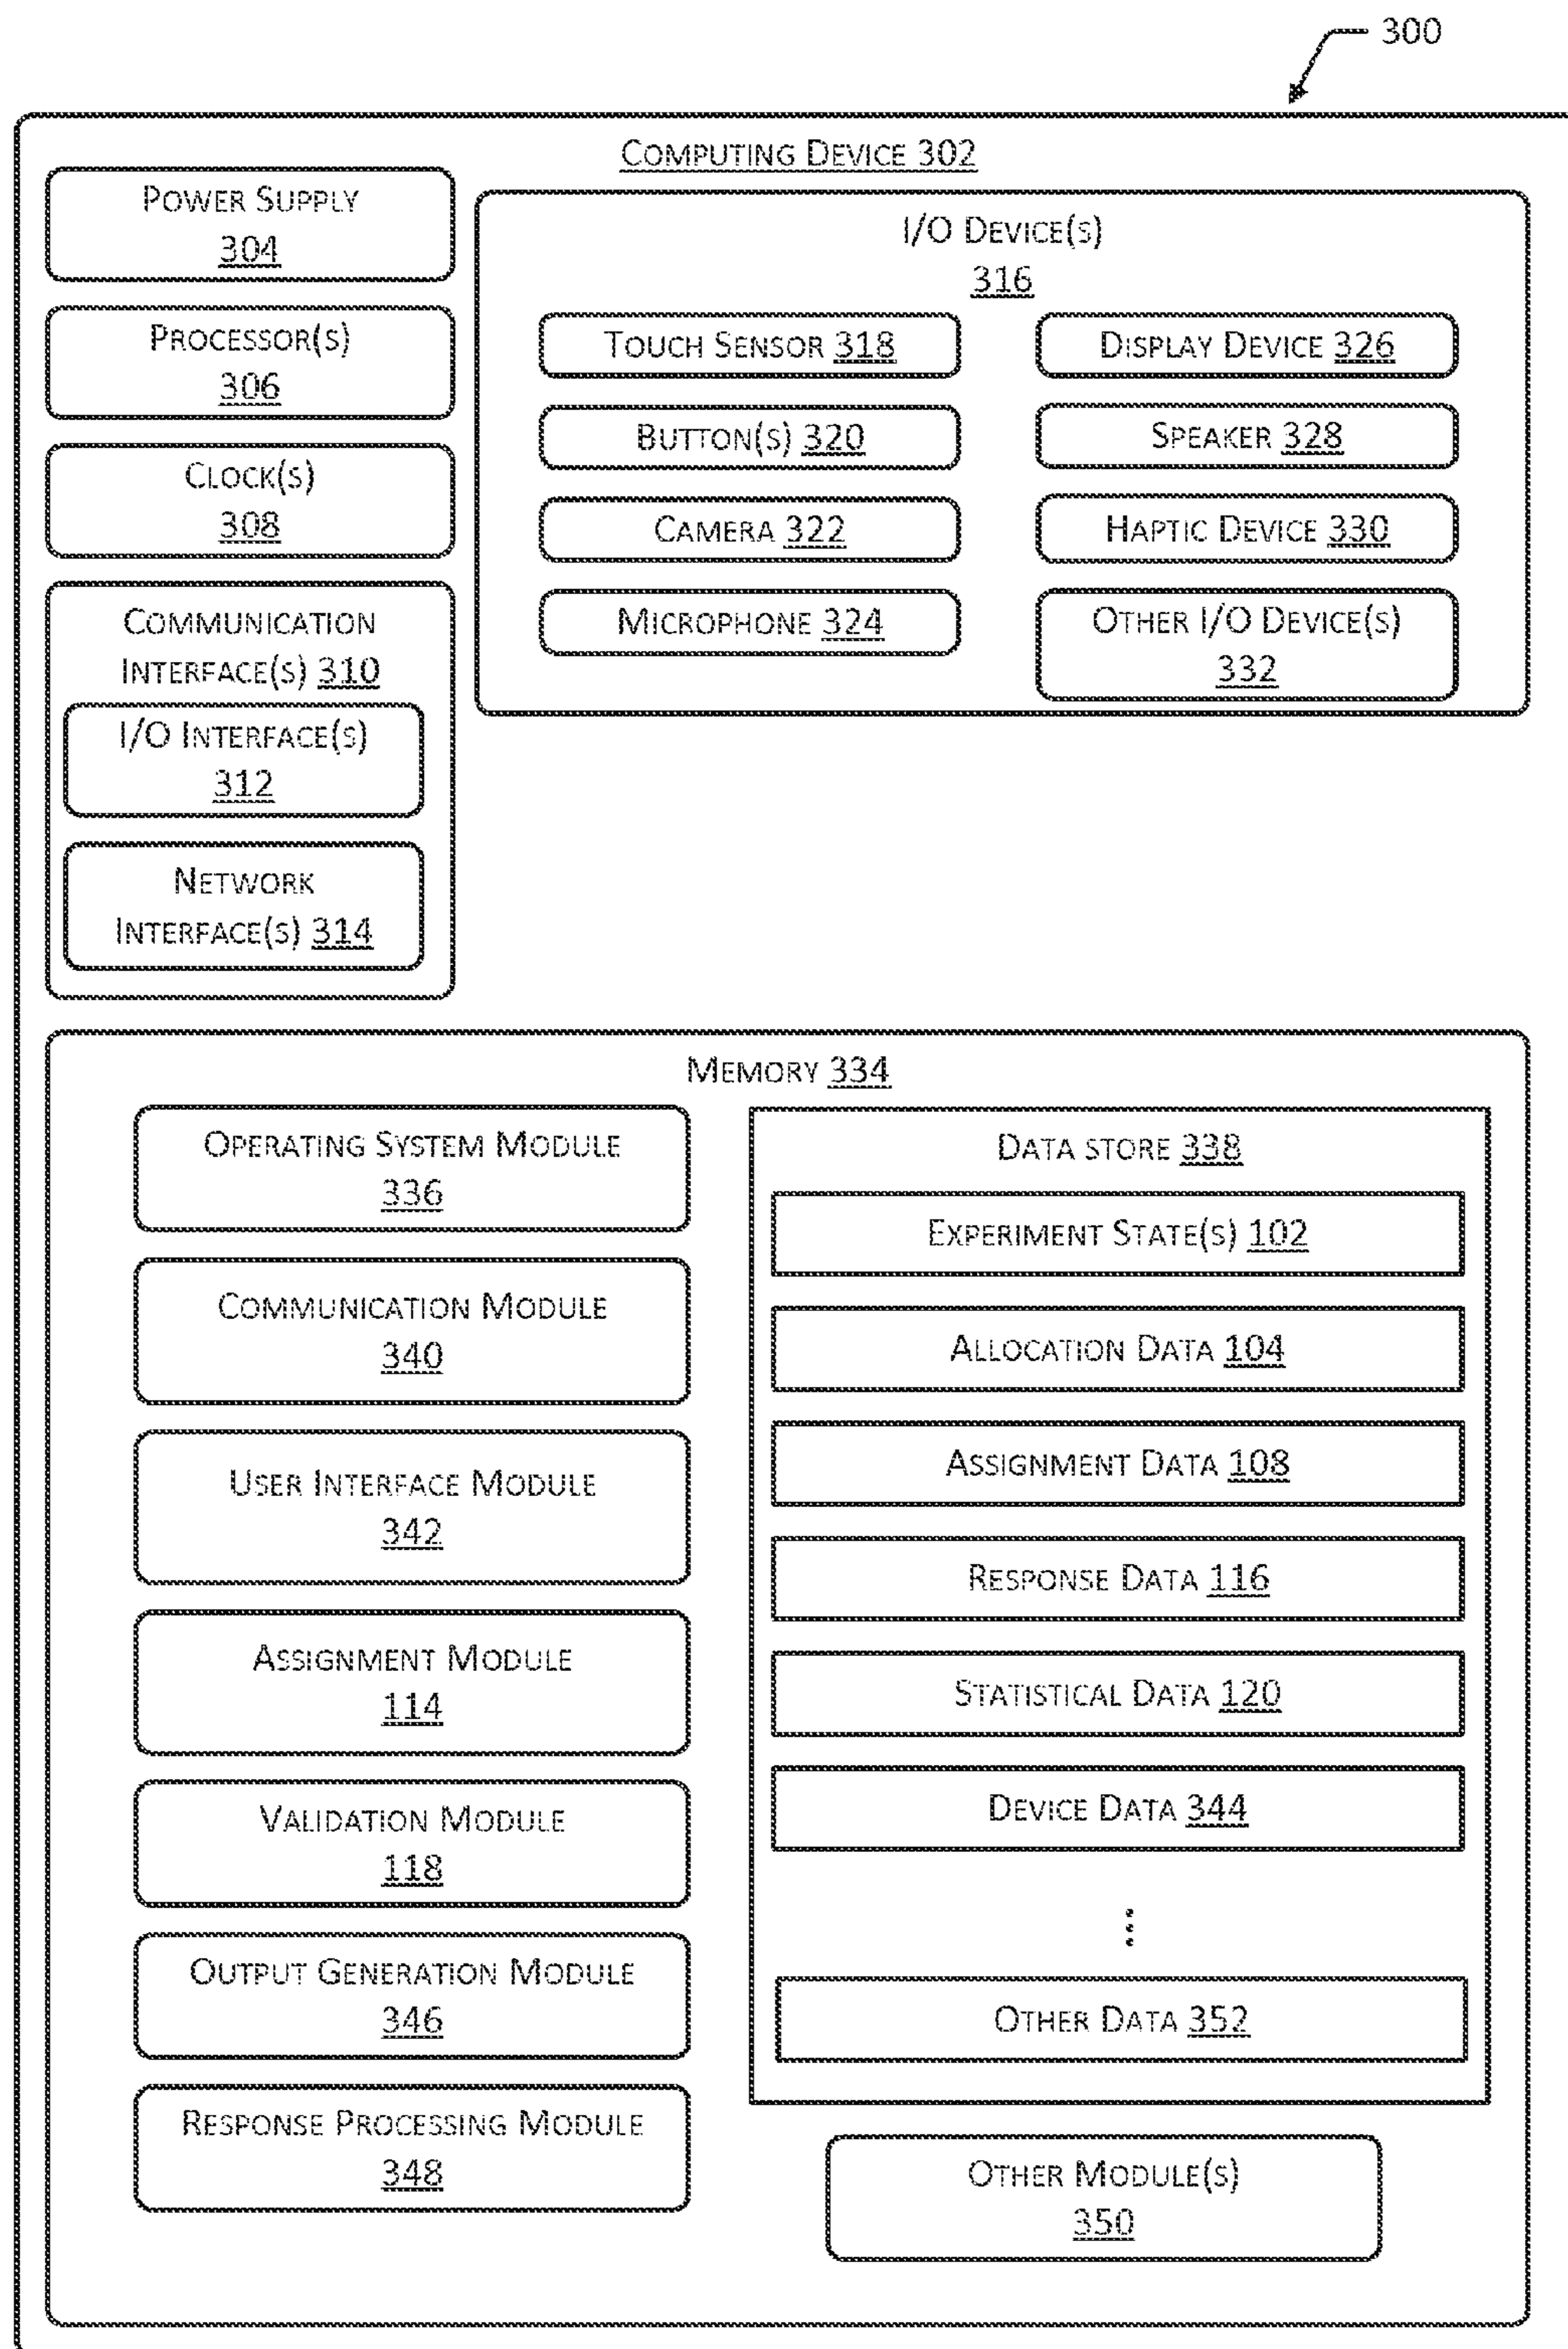 300
Computing Device 302
Power Supply
304
Processor(s)
306
Clock(s)
308
Communication
Interface(s) 310
I/O Interface(s)
312
Network
Interface(s) 314
I/O Device(s)
316
Touch Sensor 318
Button(s) 320
Camera 322
Microphone 324
Display Device 326
Speaker 328
Haptic Device 330
Other I/O Device(s)
332
Memory 334
Operating System Module
336
Communication Module
340
User Interface Module
342
Assignment Module
114
Validation Module
118
Output Generation Module
346
Response Processing Module
348
Data store 338
Experiment State(s) 102
Allocation Data 104
Assignment Data 108
Response Data 116
Statistical Data 120
Device Data 344
⋮
Other Data 352
Other Module(s)
350